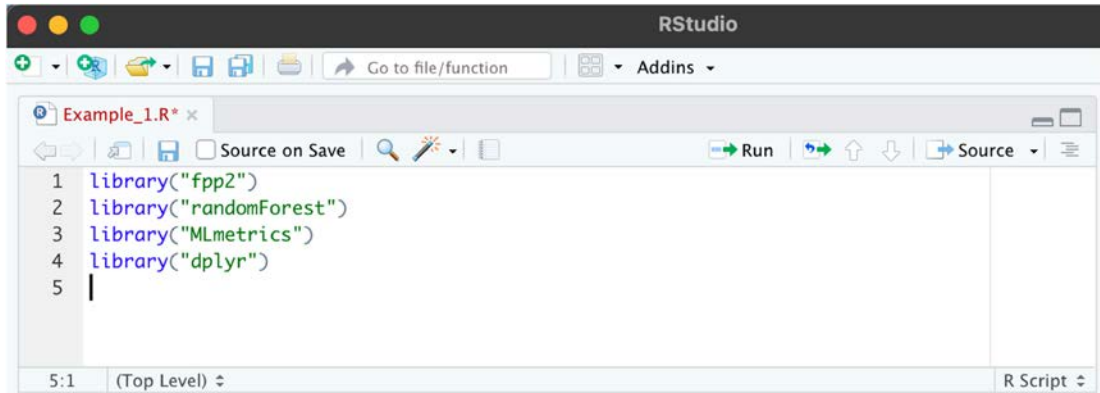 RStudio
Go to file/function
Addins
Example_1.R*
Source on Save
Run
Source
1 library("fpp2")
2 library("randomForest")
3 library("MLmetrics")
4 library("dplyr")
5
5:1 (Top Level) R Script